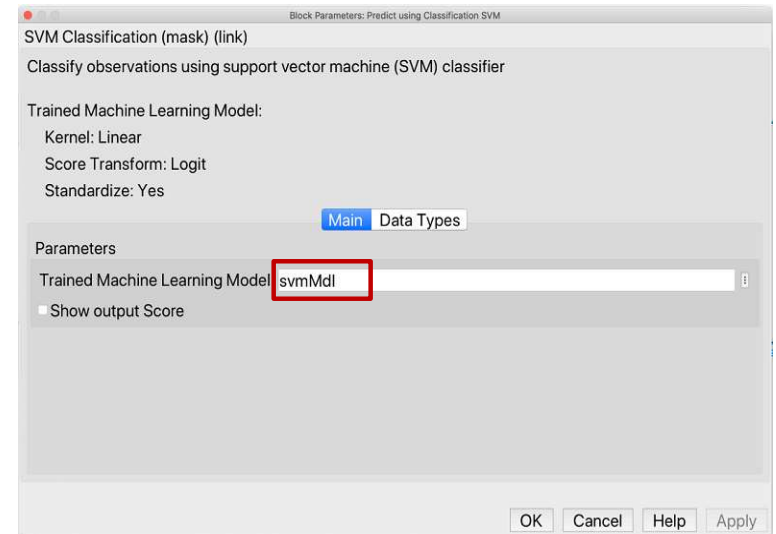 Block Parameters: Predict using Classification SVM
SVM Classification (mask) (link)
Classify observations using support vector machine (SVM) classifier
Trained Machine Learning Model:
Kernel: Linear
Score Transform: Logit
Standardize: Yes
Main Data Types
Parameters
Trained Machine Learning Model svmMdl
Show output Score
OK Cancel Help Apply